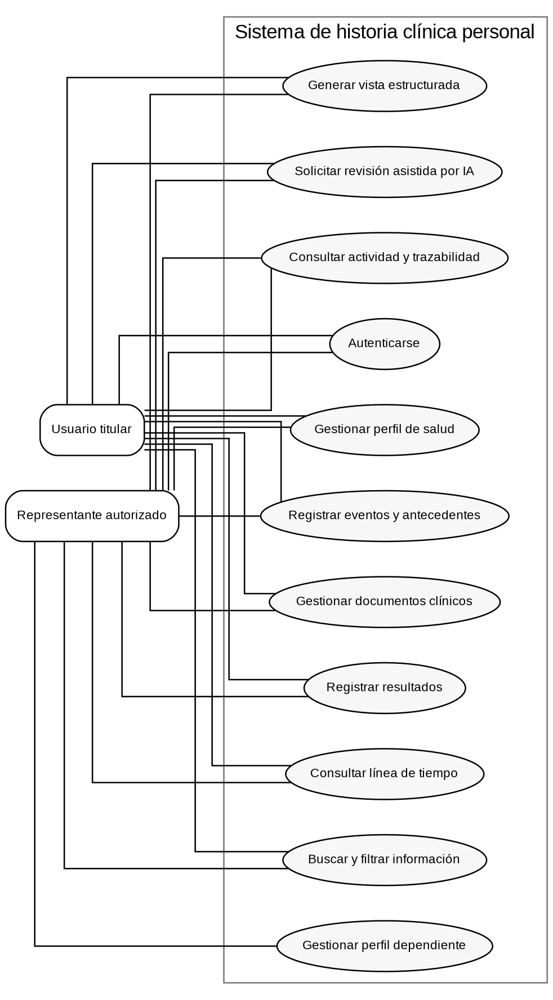 Sistema de historia clínica personal
Generar vista estructurada
Solicitar revisión asistida por IA
Consultar actividad y trazabilidad
Autenticarse
Usuario titular
Gestionar perfil de salud
Representante autorizado
Registrar eventos y antecedentes
Gestionar documentos clínicos
Registrar resultados
Consultar línea de tiempo
Buscar y filtrar información
Gestionar perfil dependiente